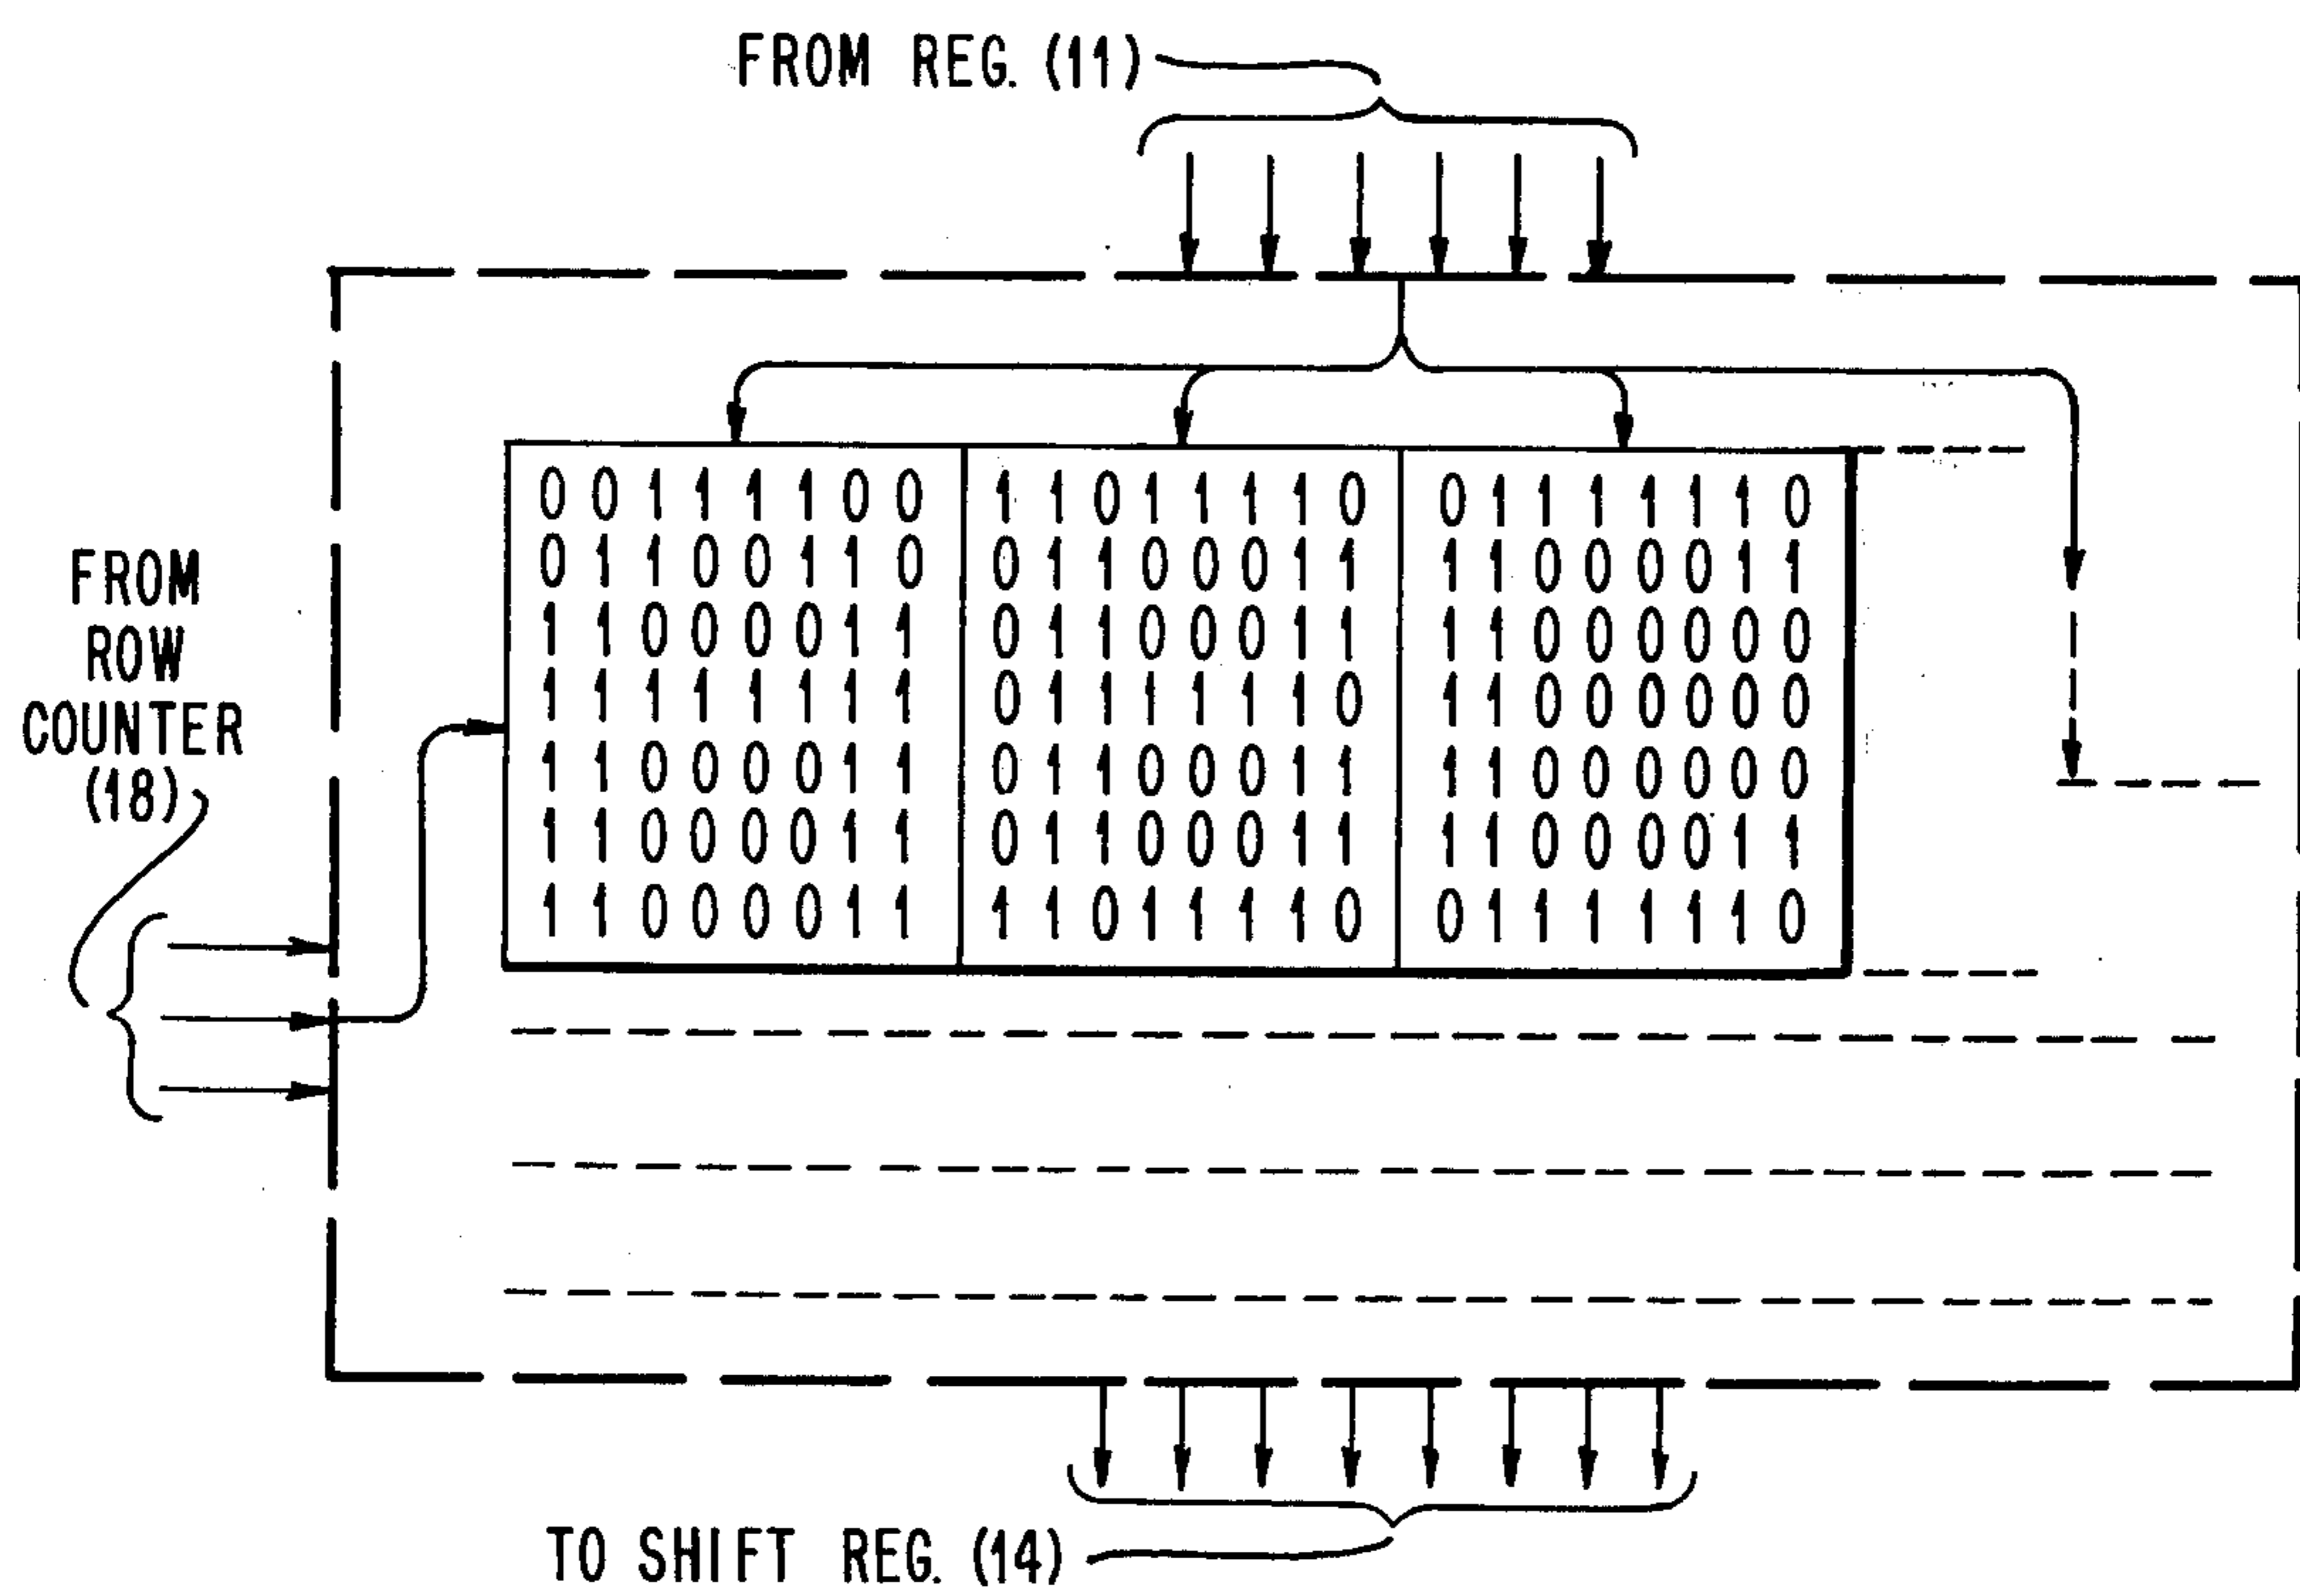 FROM REG. (11)
FROM
ROW
COUNTER
(18)
0 0 1 1 1 1 0 0 1 1 0 1 1 1 1 0 0 1 1 1 1 1 1 0
0 1 1 0 0 1 1 0 0 1 1 0 0 0 1 1 1 1 0 0 0 0 1 1
1 1 0 0 0 0 1 1 0 1 1 0 0 0 1 1 1 1 0 0 0 0 0 0
1 1 1 1 1 1 1 1 0 1 1 1 1 1 1 0 1 1 0 0 0 0 0 0
1 1 0 0 0 0 1 1 0 1 1 0 0 0 1 1 1 1 0 0 0 0 0 0
1 1 0 0 0 0 1 1 0 1 1 0 0 0 1 1 1 1 0 0 0 0 1 1
1 1 0 0 0 0 1 1 1 1 0 1 1 1 1 0 0 1 1 1 1 1 1 0
TO SHIFT REG. (14)